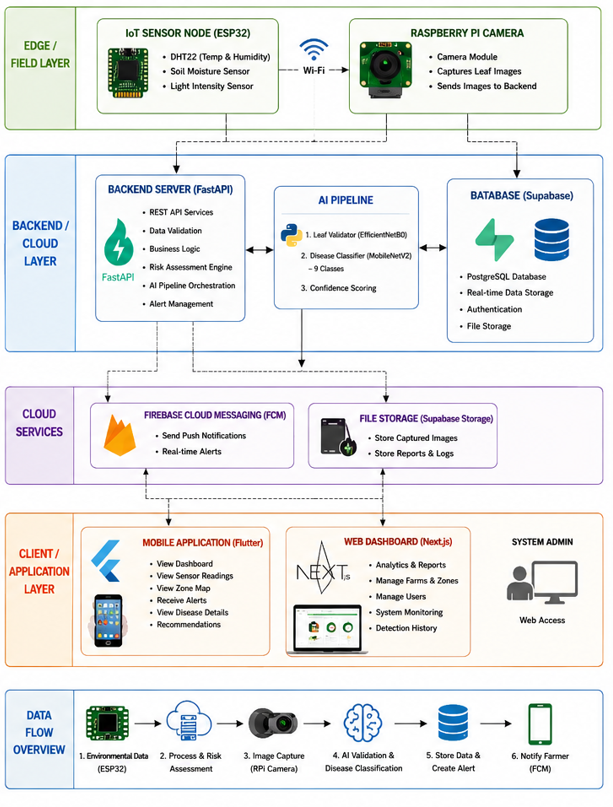 EDGE /
FIELD LAYER
IoT SENSOR NODE (ESP32)
• DHT22 (Temp & Humidity)
• Soil Moisture Sensor
• Light Intensity Sensor
Wi-Fi
RASPBERRY PI CAMERA
• Camera Module
• Captures Leaf Images
• Sends Images to Backend
BACKEND /
CLOUD
LAYER
BACKEND SERVER (FastAPI)
FastAPI
• REST API Services
• Data Validation
• Business Logic
• Risk Assessment Engine
• AI Pipeline Orchestration
• Alert Management
AI PIPELINE
1. Leaf Validator (EfficientNetB0)
2. Disease Classifier (MobileNetV2)
– 9 Classes
3. Confidence Scoring
BATABASE (Supabase)
• PostgreSQL Database
• Real-time Data Storage
• Authentication
• File Storage
CLOUD
SERVICES
FIREBASE CLOUD MESSAGING (FCM)
• Send Push Notifications
• Real-time Alerts
FILE STORAGE (Supabase Storage)
• Store Captured Images
• Store Reports & Logs
CLIENT /
APPLICATION
LAYER
MOBILE APPLICATION (Flutter)
• View Dashboard
• View Sensor Readings
• View Zone Map
• Receive Alerts
• View Disease Details
• Recommendations
WEB DASHBOARD (Next.js)
NEXT.JS
• Analytics & Reports
• Manage Farms & Zones
• Manage Users
• System Monitoring
• Detection History
SYSTEM ADMIN
Web Access
DATA
FLOW
OVERVIEW
1. Environmental Data
(ESP32)
2. Process & Risk
Assessment
3. Image Capture
(RPi Camera)
4. AI Validation &
Disease Classification
5. Store Data &
Create Alert
6. Notify Farmer
(FCM)